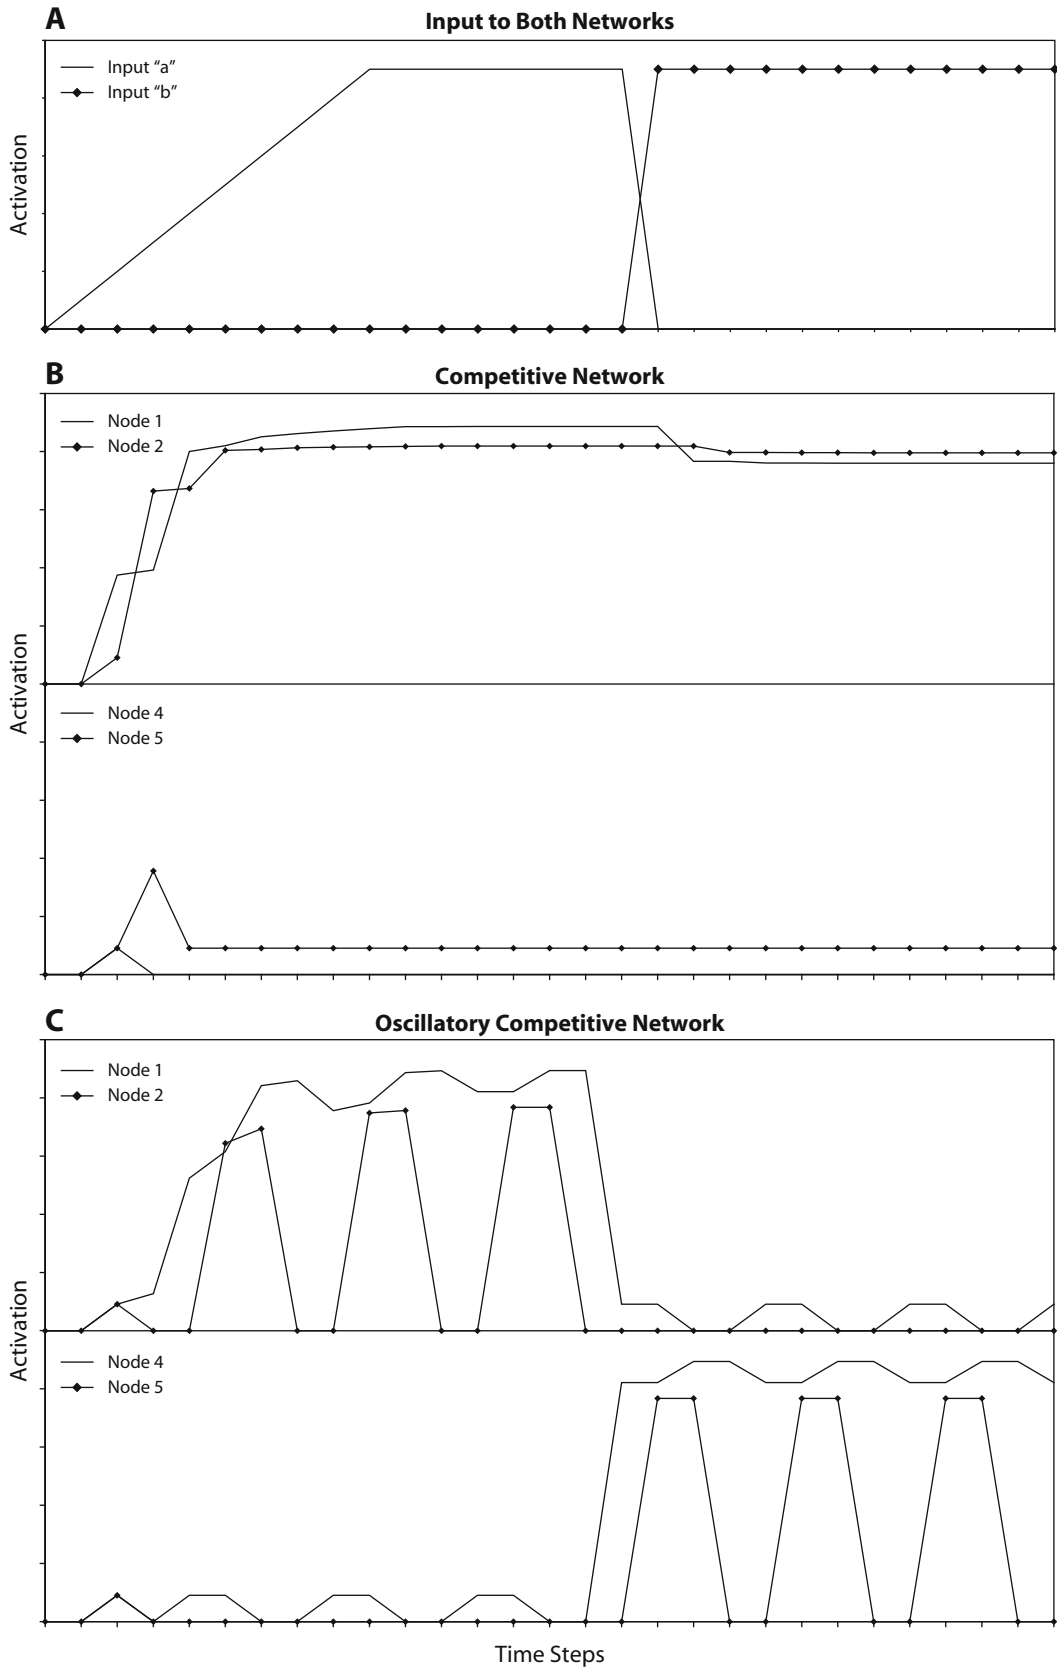 A
Input to Both Networks
Input “a”
Input “b”
Activation
B
Competitive Network
Node 1
Node 2
Activation
Node 4
Node 5
C
Oscillatory Competitive Network
Node 1
Node 2
Activation
Node 4
Node 5
Time Steps